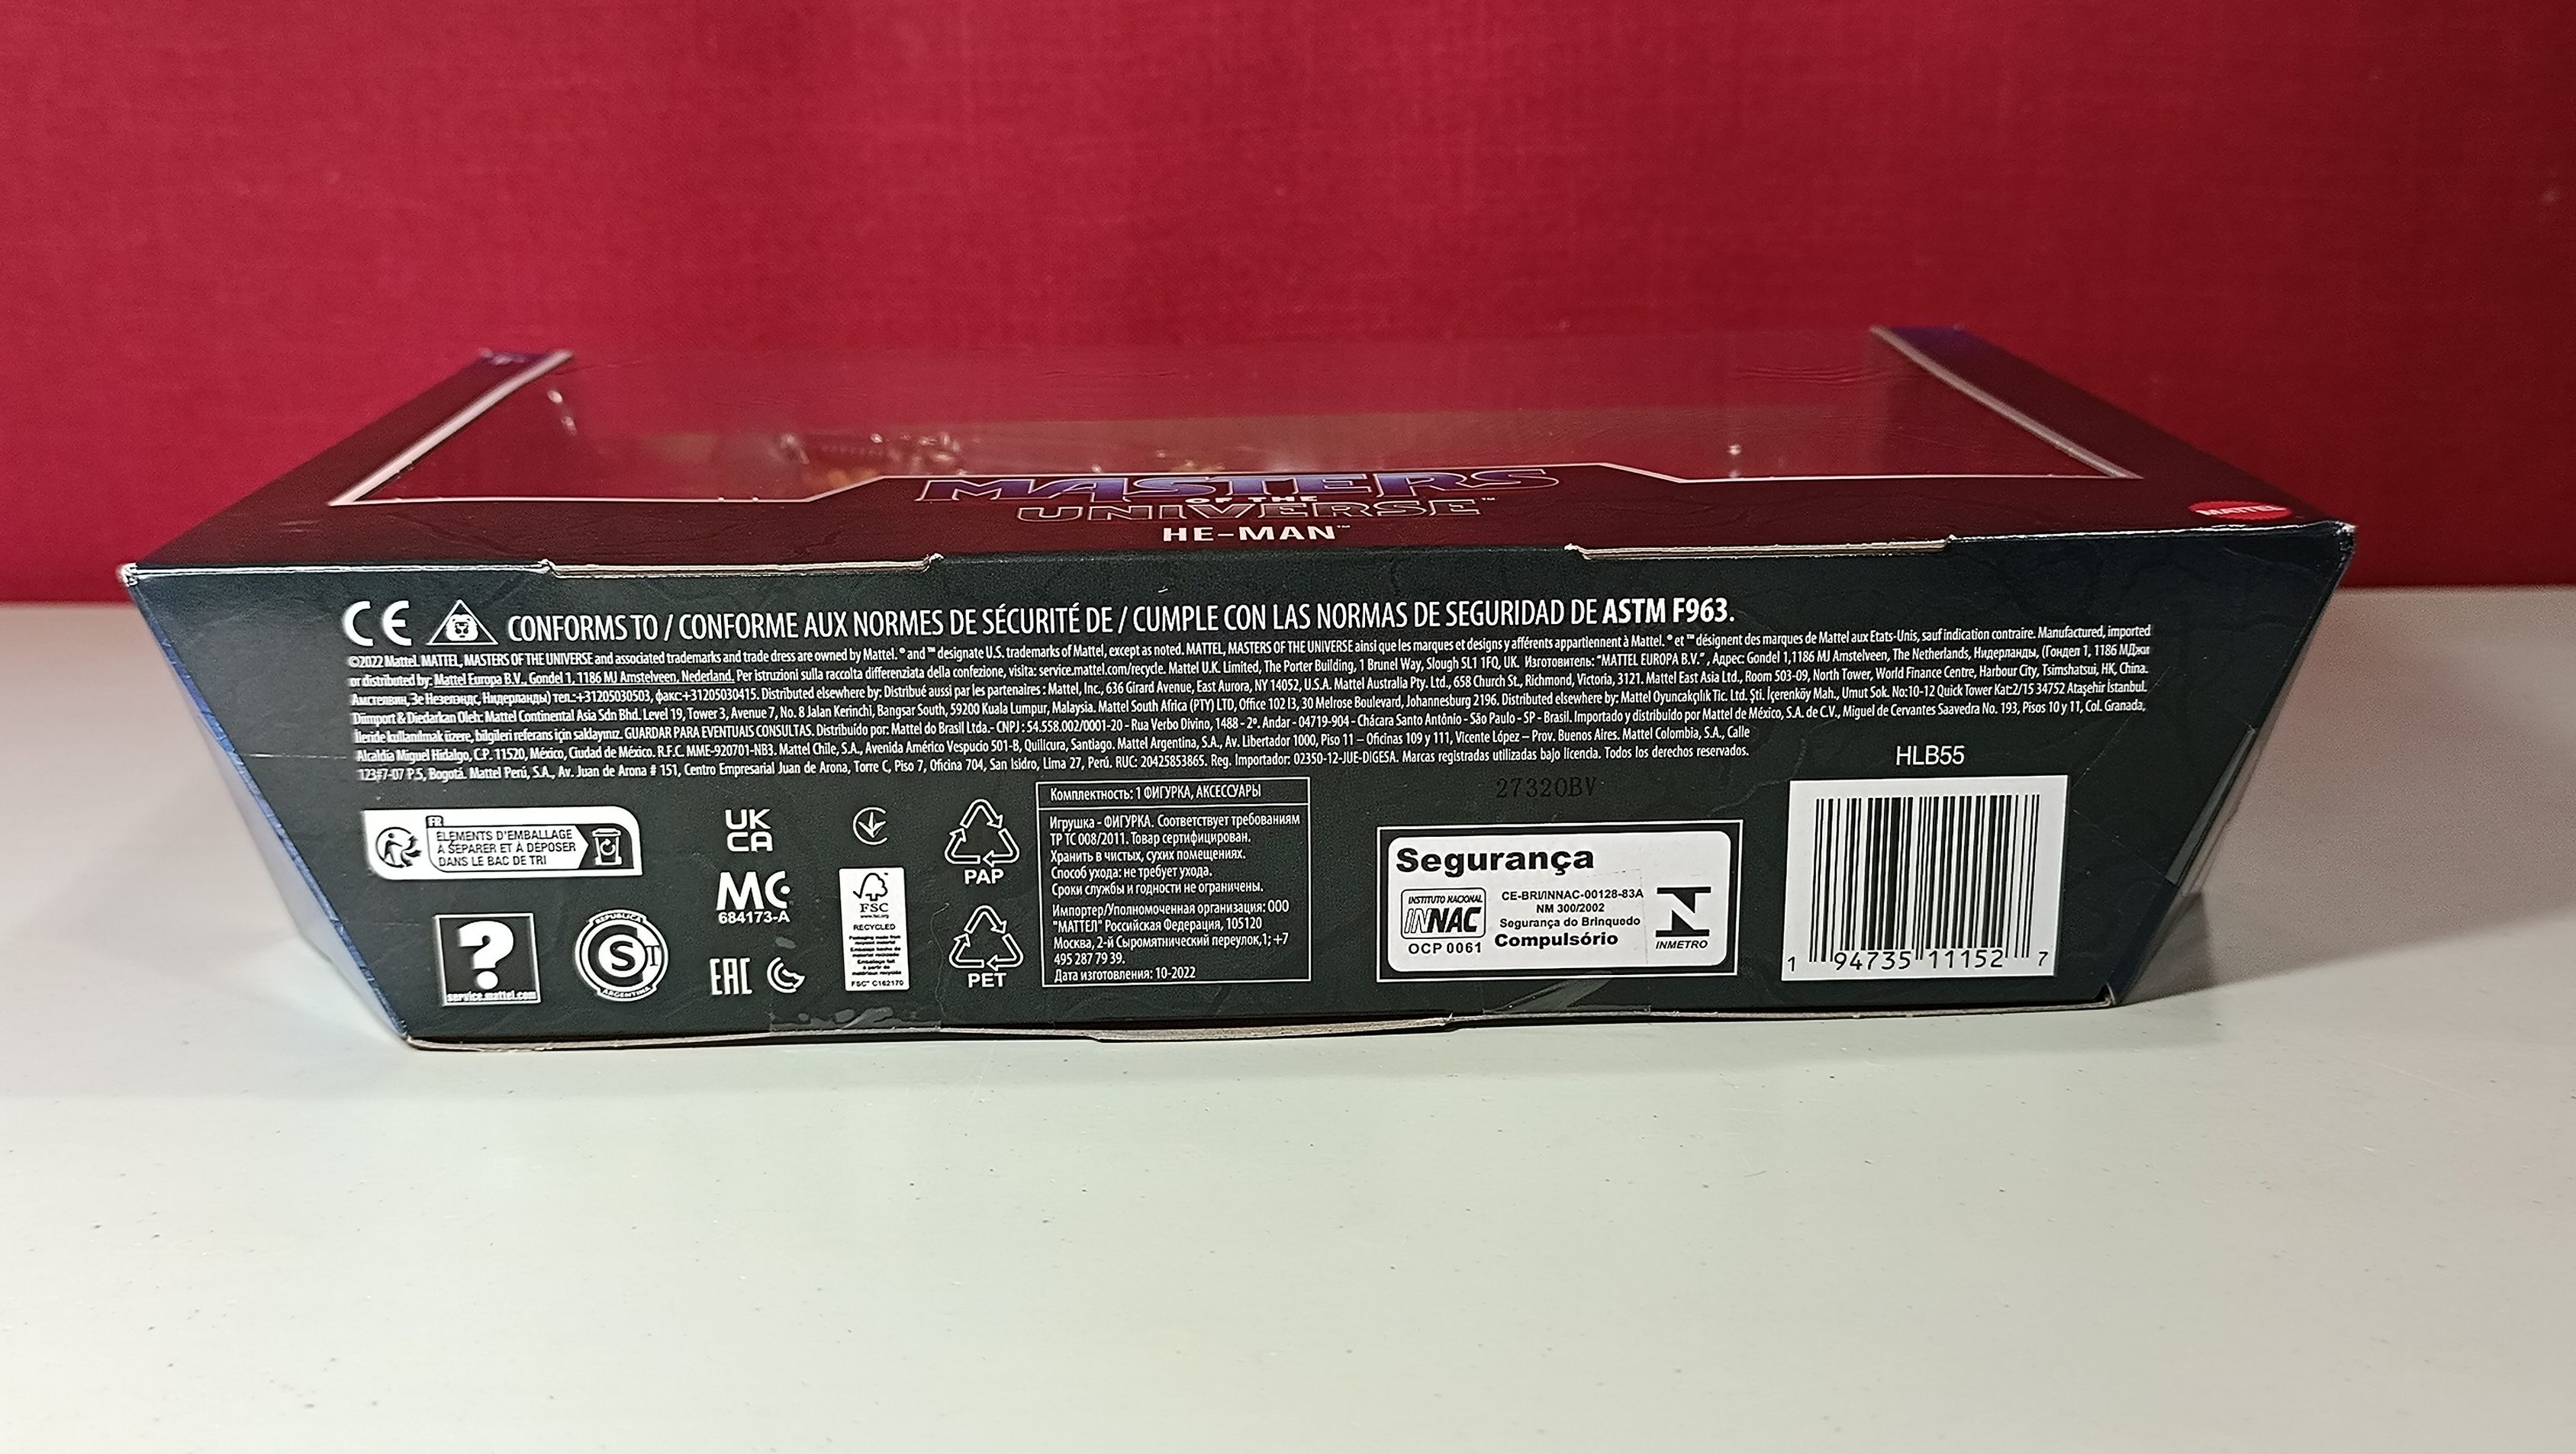 MASTERS
OF THE
UNIVERSE™
HE-MAN™
MATTEL
CE CONFORMS TO / CONFORME AUX NORMES DE SÉCURITÉ DE / CUMPLE CON LAS NORMAS DE SEGURIDAD DE ASTM F963.
©2022 Mattel. MATTEL, MASTERS OF THE UNIVERSE and associated trademarks and trade dress are owned by Mattel. ® and ™ designate U.S. trademarks of Mattel, except as noted. MATTEL, MASTERS OF THE UNIVERSE ainsi que les marques et designs y afférents appartiennent à Mattel. ® et ™ désignent des marques de Mattel aux Etats-Unis, sauf indication contraire. Manufactured, imported
or distributed by: Mattel Europa B.V., Gondel 1, 1186 MJ Amstelveen, Nederland. Per istruzioni sulla raccolta differenziata della confezione, visita: service.mattel.com/recycle. Mattel U.K. Limited, The Porter Building, 1 Brunel Way, Slough SL1 1FQ, UK. Изготовитель: "MATTEL EUROPA B.V.", Адрес: Gondel 1,1186 MJ Amstelveen, The Netherlands, Нидерланды, (Гондел 1, 1186 МДжи
Амстелвин, Зе Незелэндс, Нидерланды) тел.:+31205030503, факс:+31205030415. Distributed elsewhere by: Distribué aussi par les partenaires : Mattel, Inc., 636 Girard Avenue, East Aurora, NY 14052, U.S.A. Mattel Australia Pty. Ltd., 658 Church St., Richmond, Victoria, 3121. Mattel East Asia Ltd., Room 503-09, North Tower, World Finance Centre, Harbour City, Tsimshatsui, HK, China.
Diimport & Diedarkan Oleh: Mattel Continental Asia Sdn Bhd. Level 19, Tower 3, Avenue 7, No. 8 Jalan Kerinchi, Bangsar South, 59200 Kuala Lumpur, Malaysia. Mattel South Africa (PTY) LTD, Office 102 I3, 30 Melrose Boulevard, Johannesburg 2196. Distributed elsewhere by: Mattel Oyuncakçılık Tic. Ltd. Şti. İçerenköy Mah., Umut Sok. No:10-12 Quick Tower Kat:2/15 34752 Ataşehir İstanbul.
İleride kullanılmak üzere, bilgileri referans için saklayınız. GUARDAR PARA EVENTUAIS CONSULTAS. Distribuído por: Mattel do Brasil Ltda.- CNPJ : 54.558.002/0001-20 - Rua Verbo Divino, 1488 - 2º. Andar - 04719-904 - Chácara Santo Antônio - São Paulo - SP - Brasil. Importado y distribuido por Mattel de México, S.A. de C.V., Miguel de Cervantes Saavedra No. 193, Pisos 10 y 11, Col. Granada,
Alcaldía Miguel Hidalgo, C.P. 11520, México, Ciudad de México. R.F.C. MME-920701-NB3. Mattel Chile, S.A., Avenida Américo Vespucio 501-B, Quilicura, Santiago. Mattel Argentina, S.A., Av. Libertador 1000, Piso 11 – Oficinas 109 y 111, Vicente López – Prov. Buenos Aires. Mattel Colombia, S.A., Calle
123#7-07 P.5, Bogotá. Mattel Perú, S.A., Av. Juan de Arona # 151, Centro Empresarial Juan de Arona, Torre C, Piso 7, Oficina 704, San Isidro, Lima 27, Perú. RUC: 20425853865. Reg. Importador: 02350-12-JUE-DIGESA. Marcas registradas utilizadas bajo licencia. Todos los derechos reservados.
FR
ÉLÉMENTS D'EMBALLAGE
À SÉPARER ET À DÉPOSER
DANS LE BAC DE TRI
?
service.mattel.com
REPUBLICA
S
ARGENTINA
UK
CA
MC
684173-A
EAC
FSC
www.fsc.org
RECYCLED
Packaging made from
recycled material
Embalage fait
à partir de
matériaux recyclés
FSC™ C162170
PAP
PET
Комплектность: 1 ФИГУРКА, АКСЕССУАРЫ
Игрушка - ФИГУРКА. Соответствует требованиям
ТР ТС 008/2011. Товар сертифицирован.
Хранить в чистых, сухих помещениях.
Способ ухода: не требует ухода.
Сроки службы и годности не ограничены.
Импортер/Уполномоченная организация: ООО
"МАТТЕЛ" Российская Федерация, 105120
Москва, 2-й Сыромятнический переулок,1; +7
495 287 79 39.
Дата изготовления: 10-2022
27320BV
Segurança
INSTITUTO NACIONAL
INNAC
OCP 0061
CE-BRI/INNAC-00128-83A
NM 300/2002
Segurança do Brinquedo
Compulsório
INMETRO
HLB55
1 94735 11152 7